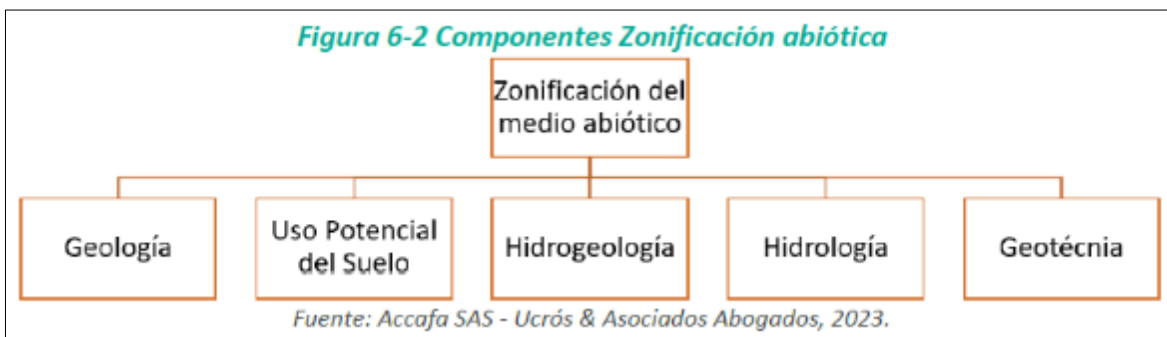 Figura 6-2 Componentes Zonificación abiótica
Zonificación del
medio abiótico
Geología
Uso Potencial
del Suelo
Hidrogeología
Hidrología
Geotécnia
Fuente: Accafa SAS - Ucrós & Asociados Abogados, 2023.